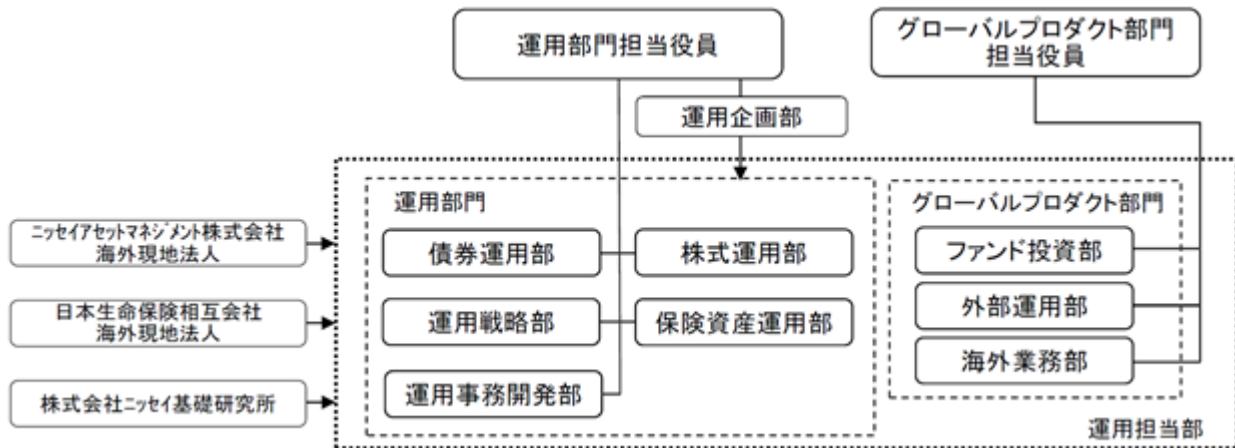 運用部門担当役員
グローバルプロダクト部門
担当役員
運用企画部
運用部門
グローバルプロダクト部門
ニッセイアセットマネジメント株式会社
海外現地法人
債券運用部
株式運用部
ファンド投資部
日本生命保険相互会社
海外現地法人
運用戦略部
保険資産運用部
外部運用部
海外業務部
株式会社ニッセイ基礎研究所
運用事務開発部
運用担当部